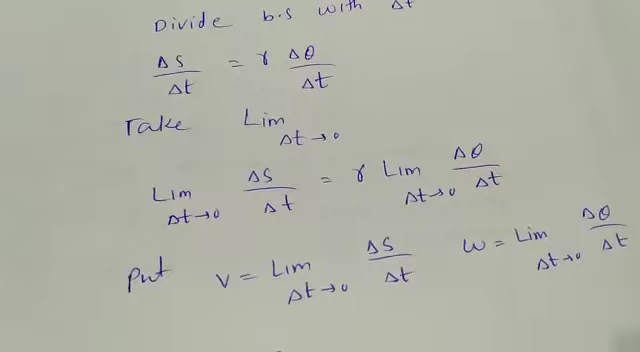 Divide b.s with Δt
ΔS/Δt = r Δθ/Δt
Take Lim Δt→0
Lim Δt→0 ΔS/Δt = r Lim Δt→0 Δθ/Δt
Put V = Lim Δt→0 ΔS/Δt ω = Lim Δt→0 Δθ/Δt